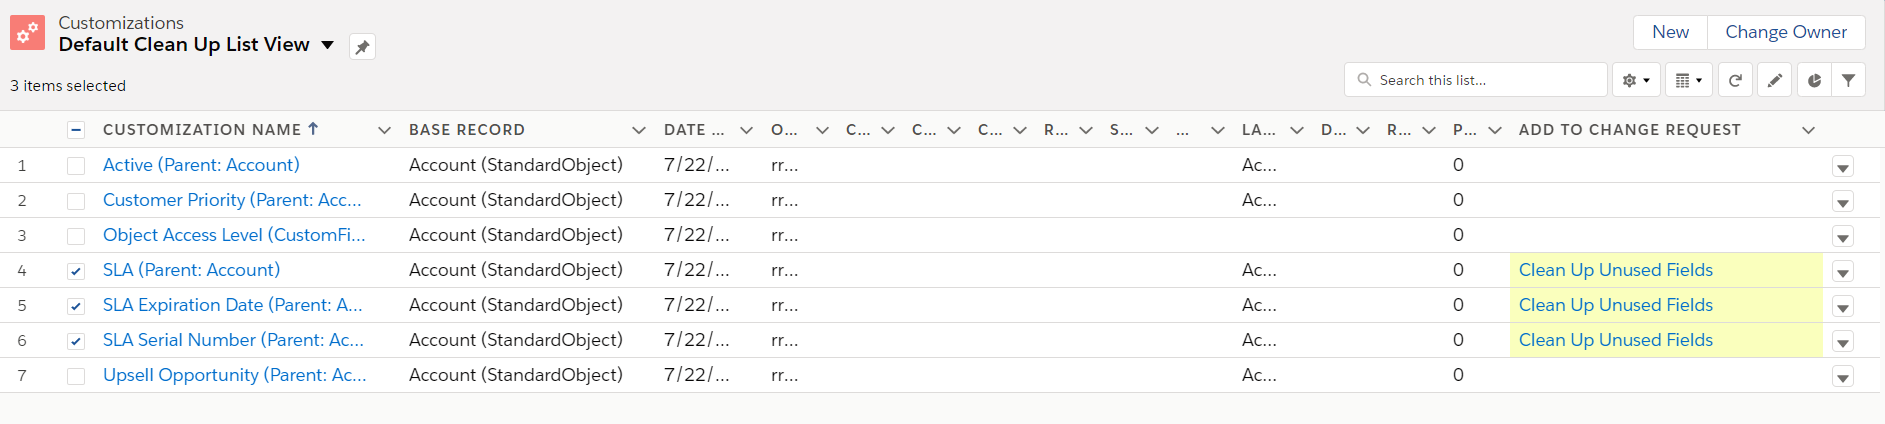 Customizations
Default Clean Up List View
New Change Owner
3 items selected
Search this list...
CUSTOMIZATION NAME BASE RECORD DATE ... O... C... C... C... R... S... ... LA... D... R... P... ADD TO CHANGE REQUEST
1 Active (Parent: Account) Account (StandardObject) 7/22/... rr... Ac... 0
2 Customer Priority (Parent: Acc... Account (StandardObject) 7/22/... rr... Ac... 0
3 Object Access Level (CustomFi... Account (StandardObject) 7/22/... rr... 0
4 SLA (Parent: Account) Account (StandardObject) 7/22/... rr... Ac... 0 Clean Up Unused Fields
5 SLA Expiration Date (Parent: A... Account (StandardObject) 7/22/... rr... Ac... 0 Clean Up Unused Fields
6 SLA Serial Number (Parent: Ac... Account (StandardObject) 7/22/... rr... Ac... 0 Clean Up Unused Fields
7 Upsell Opportunity (Parent: Ac... Account (StandardObject) 7/22/... rr... Ac... 0